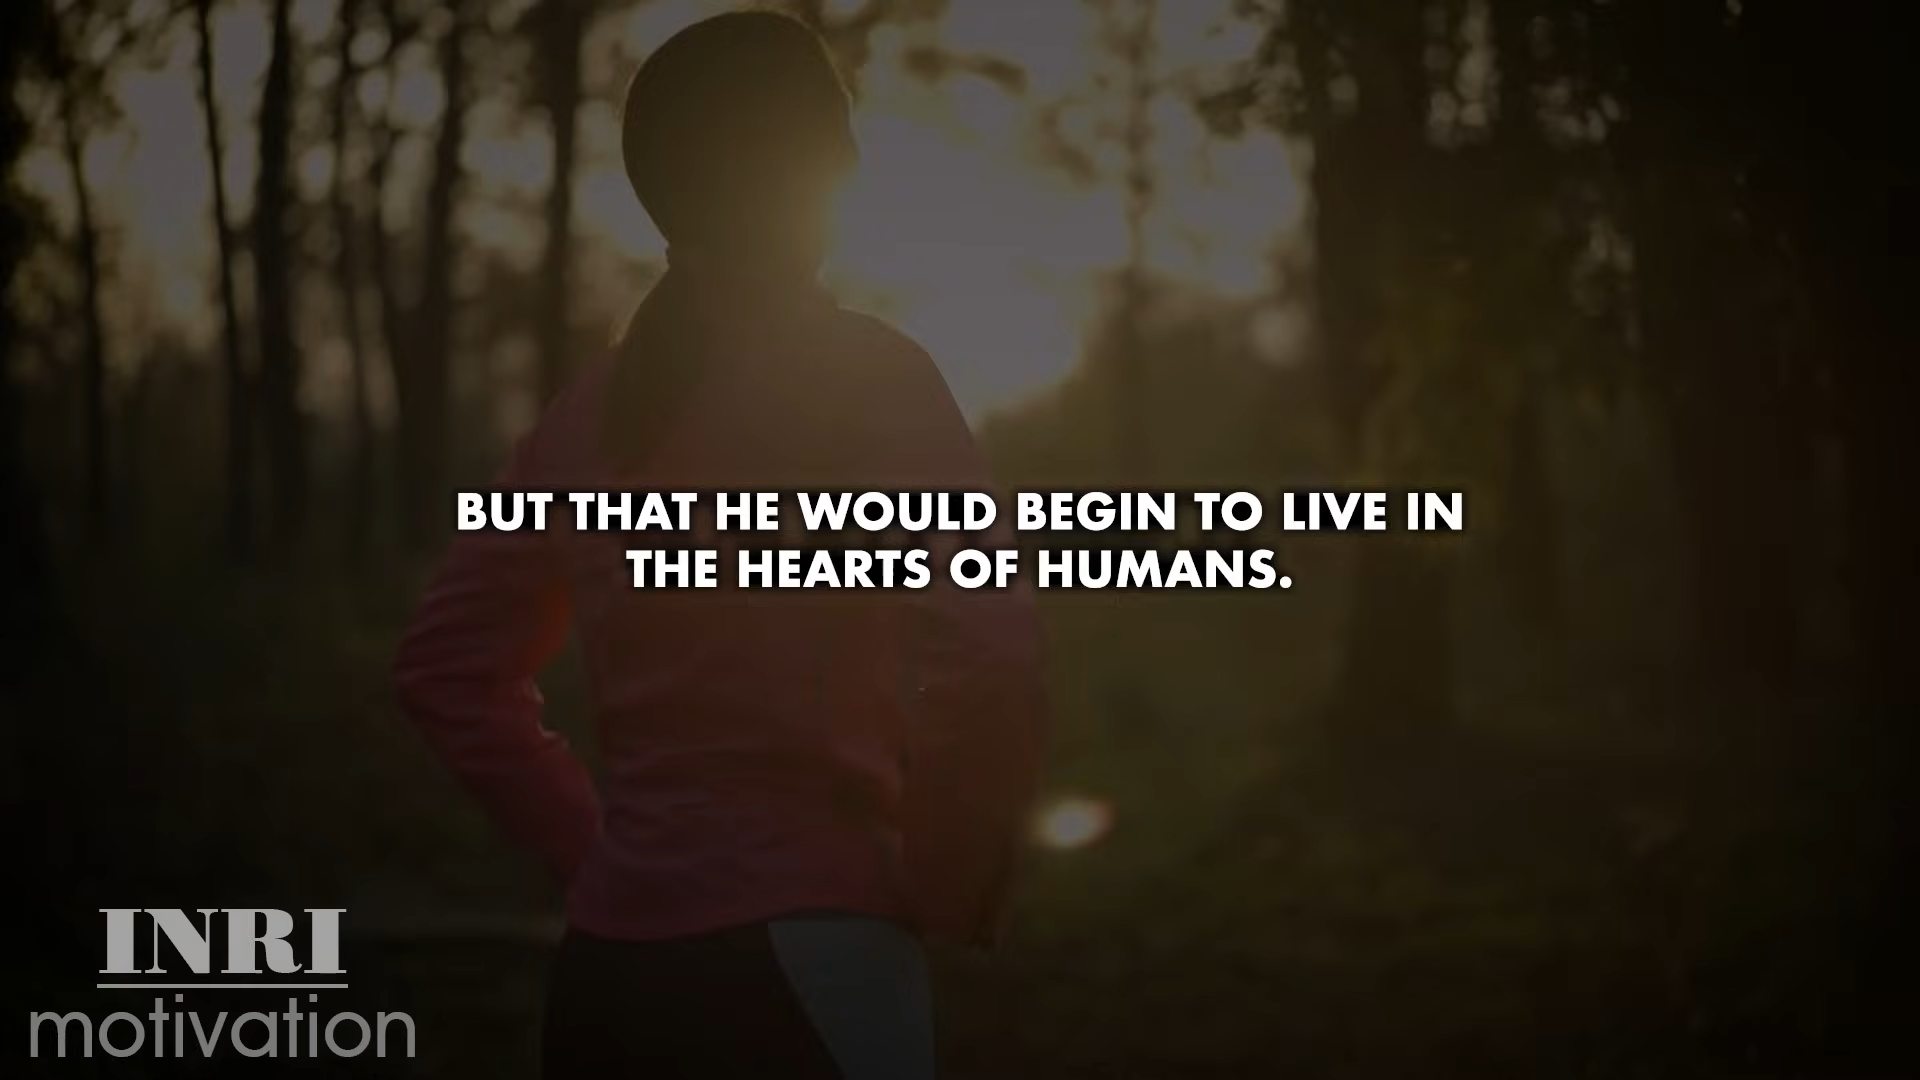 BUT THAT HE WOULD BEGIN TO LIVE IN
THE HEARTS OF HUMANS.
INRI
motivation